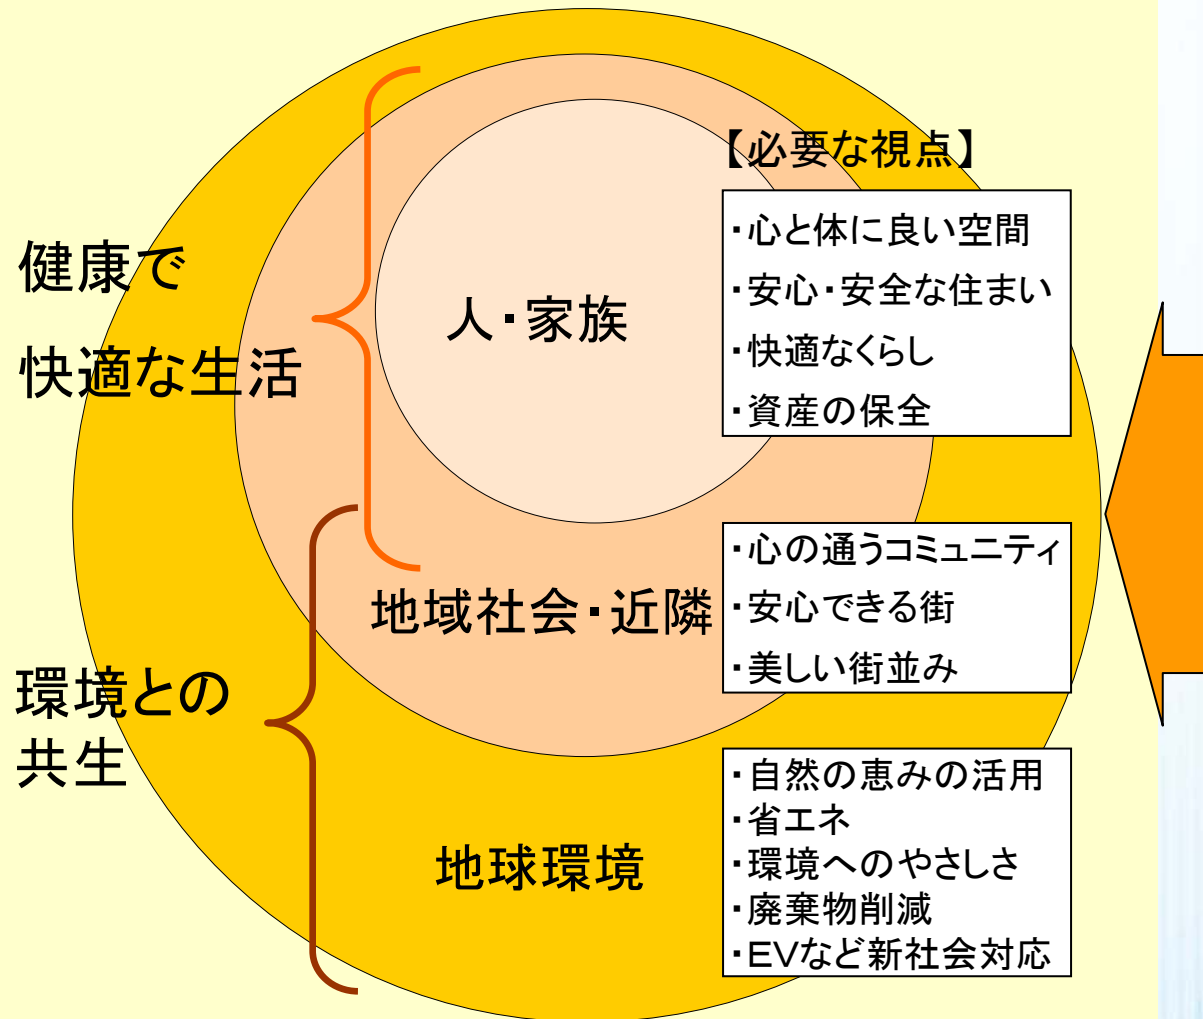 【必要な視点】
健康で
快適な生活
人・家族
・心と体に良い空間
・安心・安全な住まい
・快適なくらし
・資産の保全
地域社会・近隣
・心の通うコミュニティ
・安心できる街
・美しい街並み
環境との
共生
地球環境
・自然の恵みの活用
・省エネ
・環境へのやさしさ
・廃棄物削減
・EVなど新社会対応